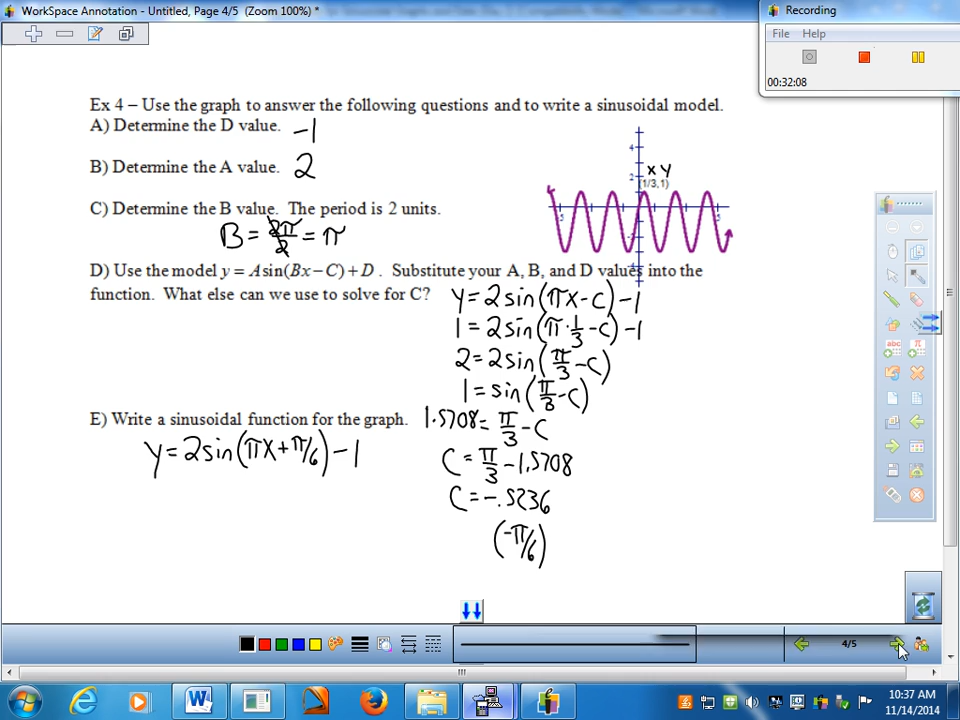 WorkSpace Annotation - Untitled, Page 4/5 (Zoom 100%) *
Recording
File Help
00:32:08
Ex 4 – Use the graph to answer the following questions and to write a sinusoidal model.
A) Determine the D value. -1
B) Determine the A value. 2
X Y
(1/3,1)
4
2
5
5
C) Determine the B value. The period is 2 units.
B = 2π/2 = π
D) Use the model y = A sin(Bx − C) + D . Substitute your A, B, and D values into the
function. What else can we use to solve for C?
y = 2 sin(πx - C) - 1
1 = 2 sin(π · 1/3 - C) - 1
2 = 2 sin(π/3 - C)
1 = sin(π/3 - C)
E) Write a sinusoidal function for the graph.
1.5708 = π/3 - C
y = 2 sin(πx + π/6) - 1
C = π/3 - 1.5708
C = -.5236
(-π/6)
abc
π
4/5
W
10:37 AM
11/14/2014